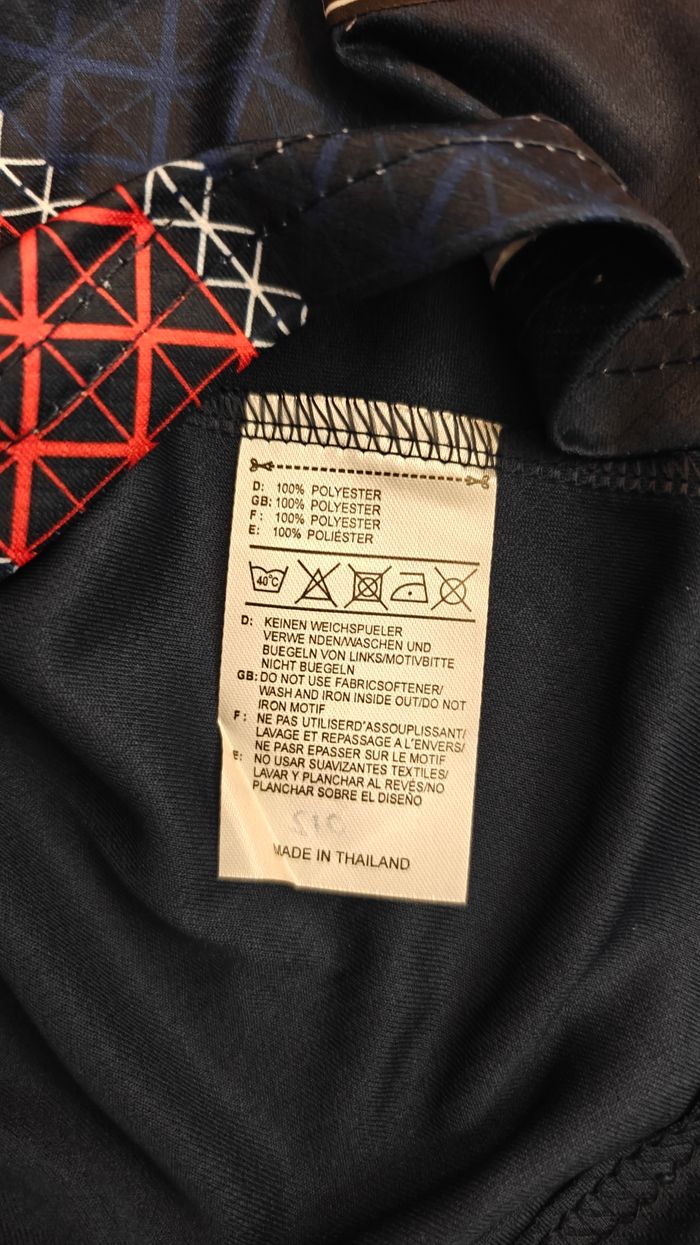 D: 100% POLYESTER
GB: 100% POLYESTER
F: 100% POLYESTER
E: 100% POLIÉSTER
40°C
D: KEINEN WEICHSPUELER
VERWE NDEN/WASCHEN UND
BUEGELN VON LINKS/MOTIVBITTE
NICHT BUEGELN
GB: DO NOT USE FABRICSOFTENER/
WASH AND IRON INSIDE OUT/DO NOT
IRON MOTIF
F: NE PAS UTILISERD'ASSOUPLISSANT/
LAVAGE ET REPASSAGE A L'ENVERS/
NE PASR EPASSER SUR LE MOTIF
E: NO USAR SUAVIZANTES TEXTILES/
LAVAR Y PLANCHAR AL REVÉS/NO
PLANCHAR SOBRE EL DISEÑO
MADE IN THAILAND